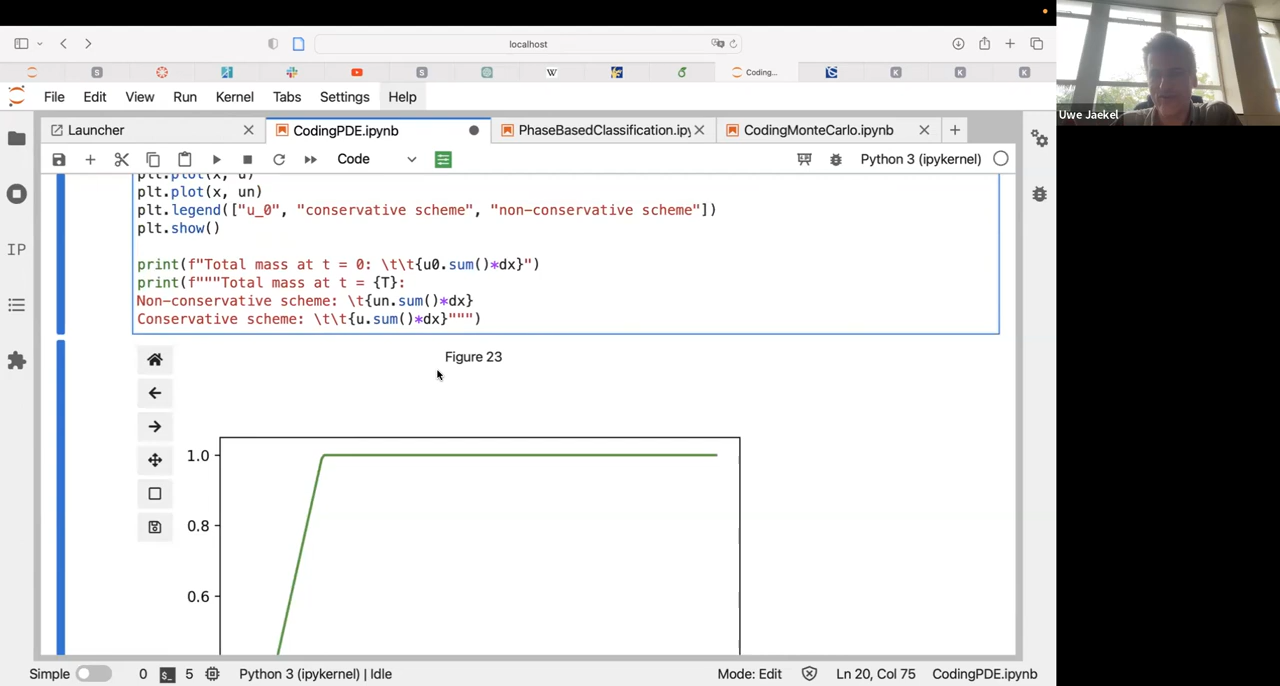 localhost
S
S
W
Coding...
K
K
K
File Edit View Run Kernel Tabs Settings Help
Uwe Jaekel
Launcher
CodingPDE.ipynb
PhaseBasedClassification.ipy
CodingMonteCarlo.ipynb
Code
Python 3 (ipykernel)
plt.plot(x, u)
plt.plot(x, un)
plt.legend(["u_0", "conservative scheme", "non-conservative scheme"])
plt.show()
print(f"Total mass at t = 0: \t\t{u0.sum()*dx}")
print(f"""Total mass at t = {T}:
Non-conservative scheme: \t{un.sum()*dx}
Conservative scheme: \t\t{u.sum()*dx}""")
IP
Figure 23
1.0
0.8
0.6
Simple 0 $_ 5 Python 3 (ipykernel) | Idle Mode: Edit Ln 20, Col 75 CodingPDE.ipynb